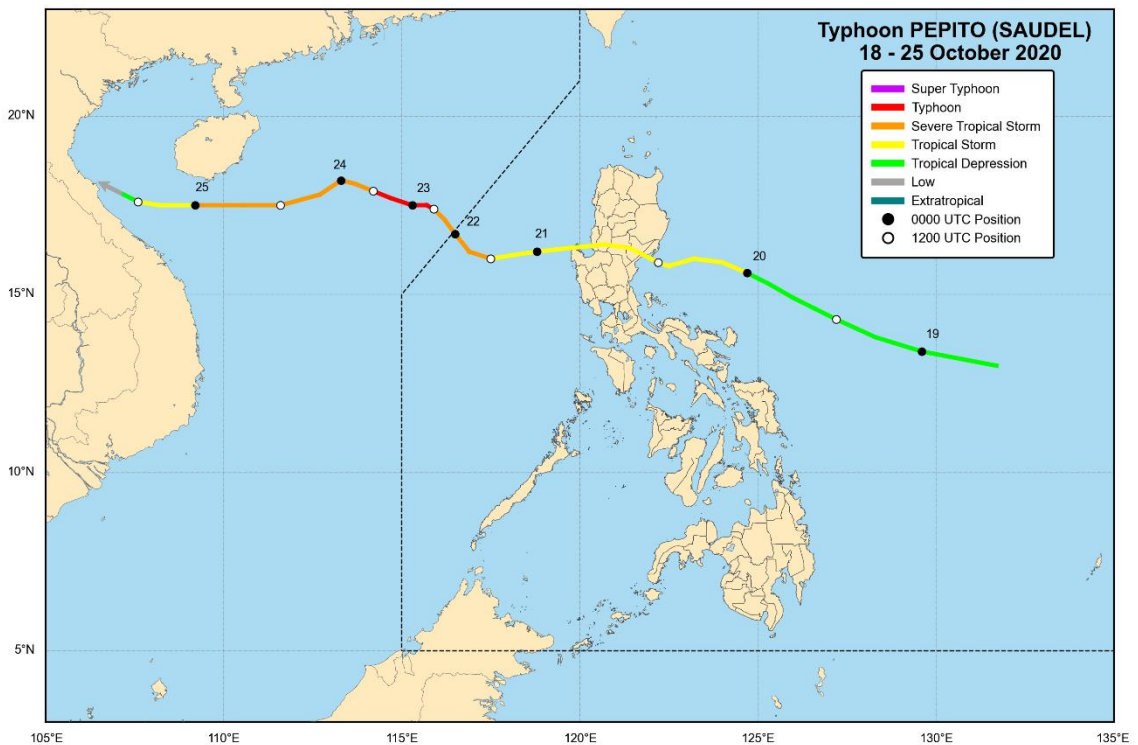 Typhoon PEPITO (SAUDEL)
18 - 25 October 2020
Super Typhoon
Typhoon
Severe Tropical Storm
Tropical Storm
Tropical Depression
Low
Extratropical
0000 UTC Position
1200 UTC Position
20°N
15°N
10°N
5°N
25
24
23
22
21
20
19
105°E
110°E
115°E
120°E
125°E
130°E
135°E